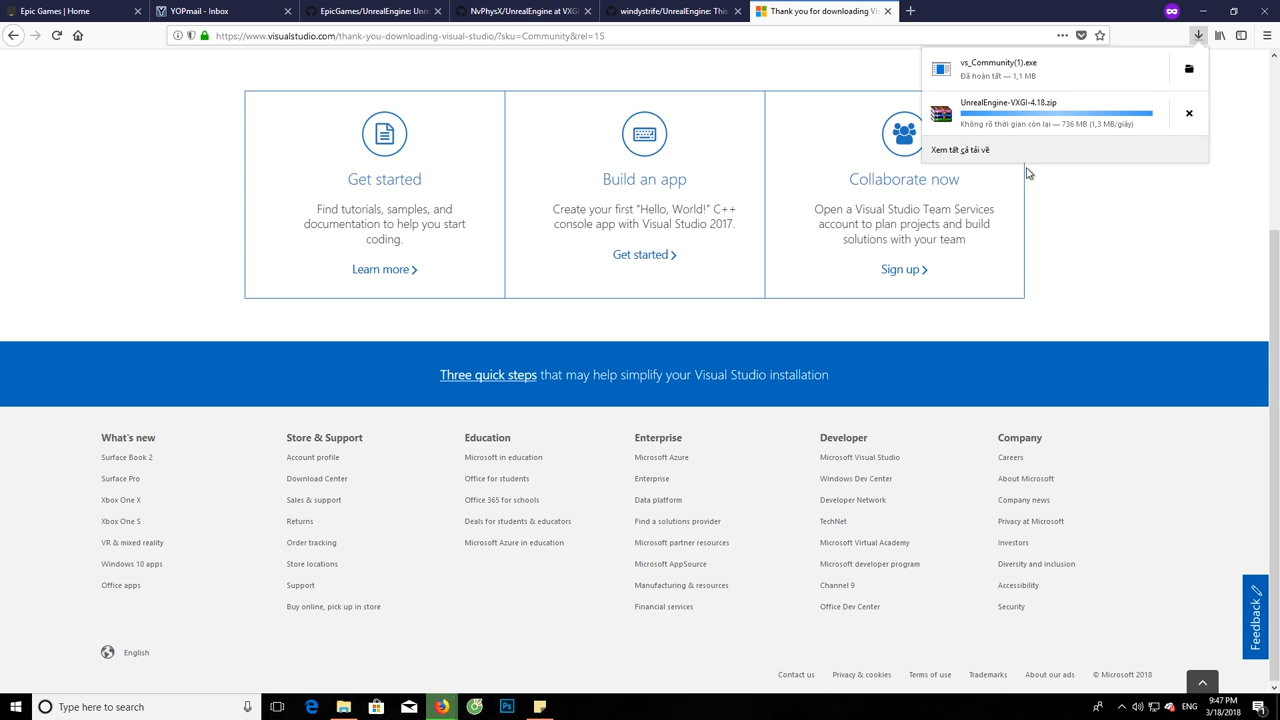 Epic Games | Home
YOPmail - Inbox
EpicGames/UnrealEngine: Unre
NvPhysX/UnrealEngine at VXGI
windystrife/UnrealEngine: This
Thank you for downloading Vis
https://www.visualstudio.com/thank-you-downloading-visual-studio/?sku=Community&rel=15
vs_Community(1).exe
Đã hoàn tất — 1,1 MB
UnrealEngine-VXGI-4.18.zip
Không rõ thời gian còn lại — 736 MB (1,3 MB/giây)
Xem tất cả tải về
Get started
Find tutorials, samples, and
documentation to help you start
coding.
Learn more
Build an app
Create your first "Hello, World!" C++
console app with Visual Studio 2017.
Get started
Collaborate now
Open a Visual Studio Team Services
account to plan projects and build
solutions with your team
Sign up
Three quick steps that may help simplify your Visual Studio installation
What's new
Surface Book 2
Surface Pro
Xbox One X
Xbox One S
VR & mixed reality
Windows 10 apps
Office apps
Store & Support
Account profile
Download Center
Sales & support
Returns
Order tracking
Store locations
Support
Buy online, pick up in store
Education
Microsoft in education
Office for students
Office 365 for schools
Deals for students & educators
Microsoft Azure in education
Enterprise
Microsoft Azure
Enterprise
Data platform
Find a solutions provider
Microsoft partner resources
Microsoft AppSource
Manufacturing & resources
Financial services
Developer
Microsoft Visual Studio
Windows Dev Center
Developer Network
TechNet
Microsoft Virtual Academy
Microsoft developer program
Channel 9
Office Dev Center
Company
Careers
About Microsoft
Company news
Privacy at Microsoft
Investors
Diversity and inclusion
Accessibility
Security
Feedback
English
Contact us
Privacy & cookies
Terms of use
Trademarks
About our ads
© Microsoft 2018
Type here to search
Ps
ENG
9:47 PM
3/18/2018
1